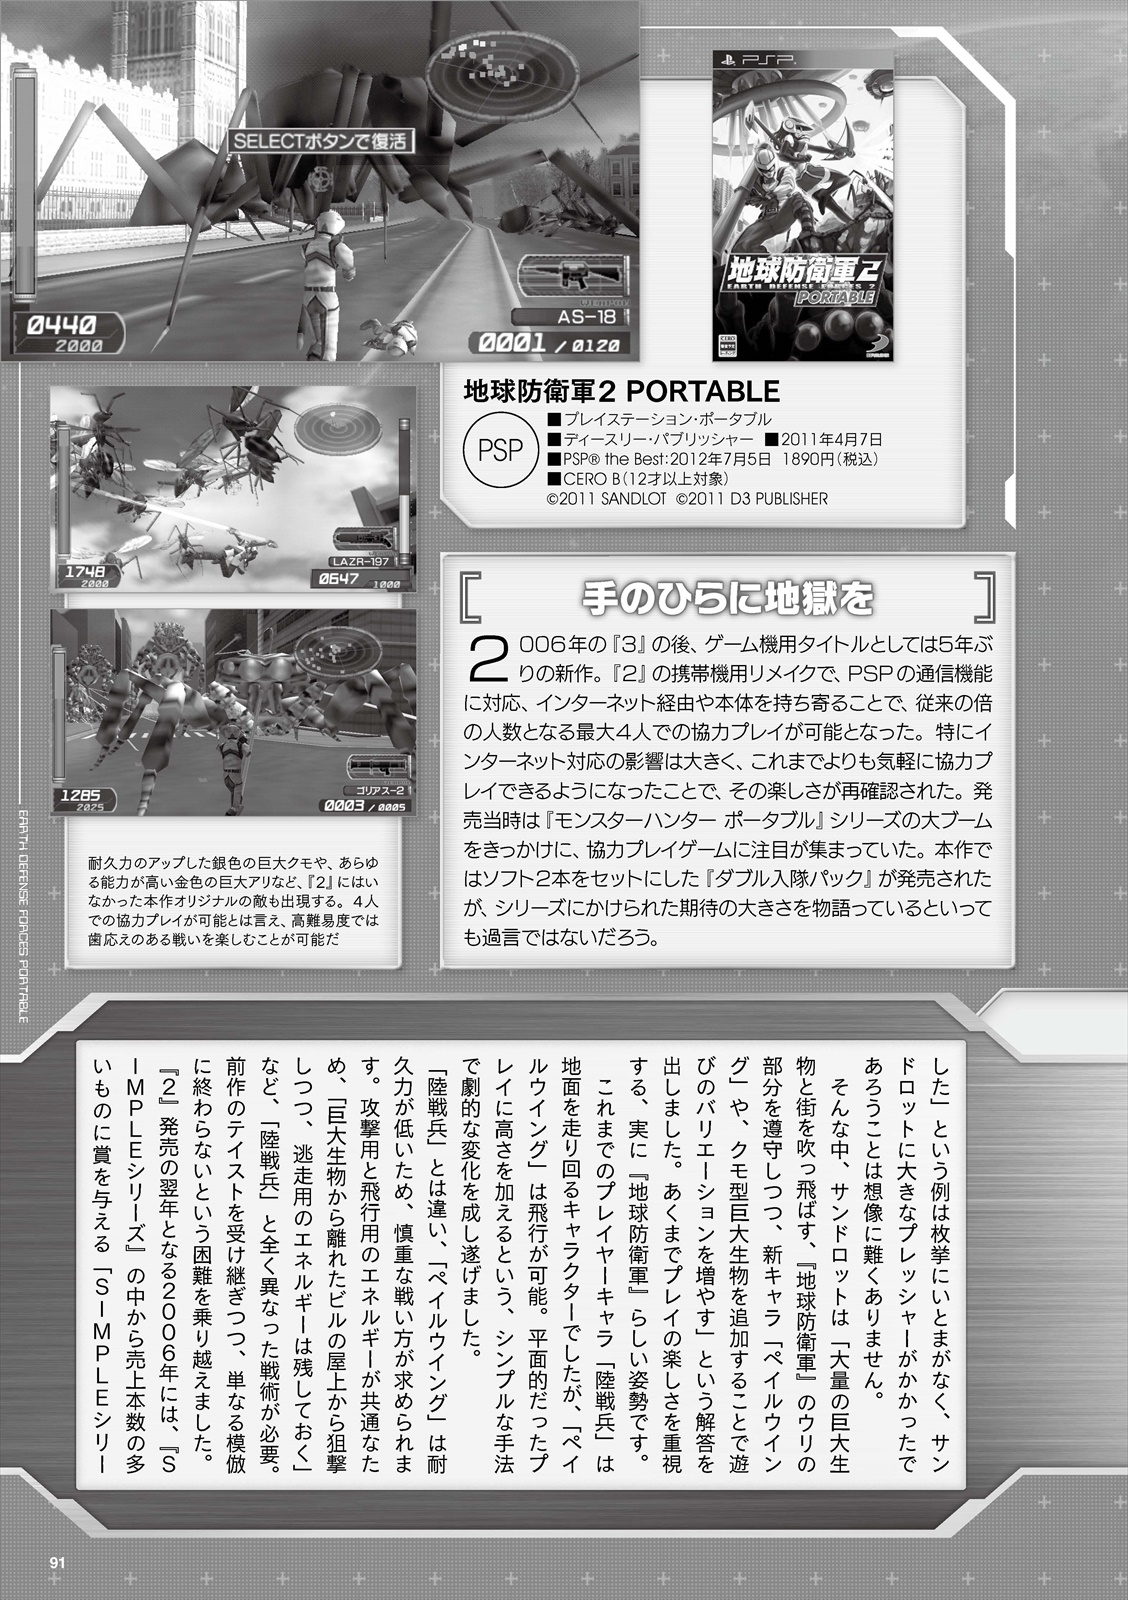 SELECTボタンで復活
0440
2000
AS-18
0001 / 0120
PSP
地球防衛軍2
EARTH DEFENSE FORCES 2
PORTABLE
CERO
地球防衛軍2 PORTABLE
PSP
■プレイステーション・ポータブル
■ディースリー・パブリッシャー ■2011年4月7日
■PSP® the Best:2012年7月5日 1890円(税込)
■CERO B(12才以上対象)
©2011 SANDLOT ©2011 D3 PUBLISHER
1748
2000
LAZR-197
0647 1000
1285
2025
ゴリアス-2
0003 / 0005
耐久力のアップした銀色の巨大クモや、あらゆ
る能力が高い金色の巨大アリなど、『2』にはい
なかった本作オリジナルの敵も出現する。4人
での協力プレイが可能とは言え、高難易度では
歯応えのある戦いを楽しむことが可能だ
手のひらに地獄を
2006年の『3』の後、ゲーム機用タイトルとしては5年ぶ
りの新作。『2』の携帯機用リメイクで、PSPの通信機能
に対応、インターネット経由や本体を持ち寄ることで、従来の倍
の人数となる最大4人での協力プレイが可能となった。特にイ
ンターネット対応の影響は大きく、これまでよりも気軽に協力プ
レイできるようになったことで、その楽しさが再確認された。発
売当時は『モンスターハンター ポータブル』シリーズの大ブーム
をきっかけに、協力プレイゲームに注目が集まっていた。本作で
はソフト2本をセットにした『ダブル入隊パック』が発売された
が、シリーズにかけられた期待の大きさを物語っているといって
も過言ではないだろう。
EARTH DEFENSE FORCES PORTABLE
した」という例は枚挙にいとまがなく、サン
ドロットに大きなプレッシャーがかかったで
あろうことは想像に難くありません。
そんな中、サンドロットは「大量の巨大生
物と街を吹っ飛ばす、『地球防衛軍』のウリの
部分を遵守しつつ、新キャラ「ペイルウイン
グ」や、クモ型巨大生物を追加することで遊
びのバリエーションを増やす」という解答を
出しました。あくまでプレイの楽しさを重視
する、実に『地球防衛軍』らしい姿勢です。
これまでのプレイヤーキャラ「陸戦兵」は
地面を走り回るキャラクターでしたが、「ペイ
ルウイング」は飛行が可能。平面的だったプ
レイに高さを加えるという、シンプルな手法
で劇的な変化を成し遂げました。
「陸戦兵」とは違い、「ペイルウイング」は耐
久力が低いため、慎重な戦い方が求められま
す。攻撃用と飛行用のエネルギーが共通なた
め、「巨大生物から離れたビルの屋上から狙撃
しつつ、逃走用のエネルギーは残しておく」
など、「陸戦兵」と全く異なった戦術が必要。
前作のテイストを受け継ぎつつ、単なる模倣
に終わらないという困難を乗り越えました。
『2』発売の翌年となる2006年には、『S
IMPLEシリーズ』の中から売上本数の多
いものに賞を与える「SIMPLEシリー
91